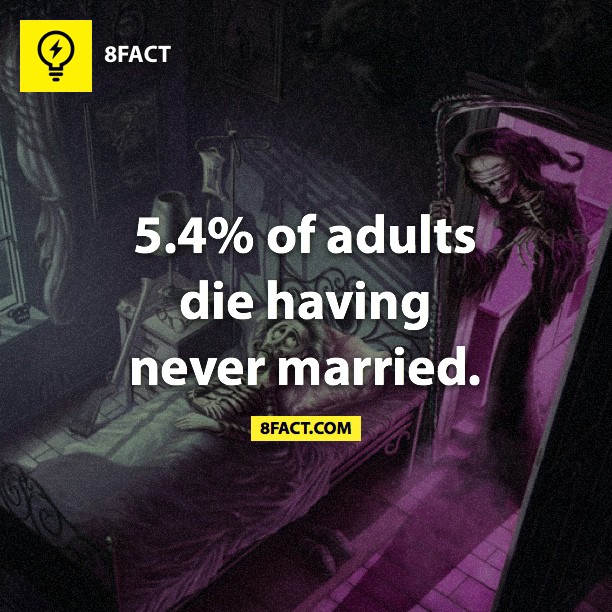 8FACT
5.4% of adults
die having
never married.
8FACT.COM